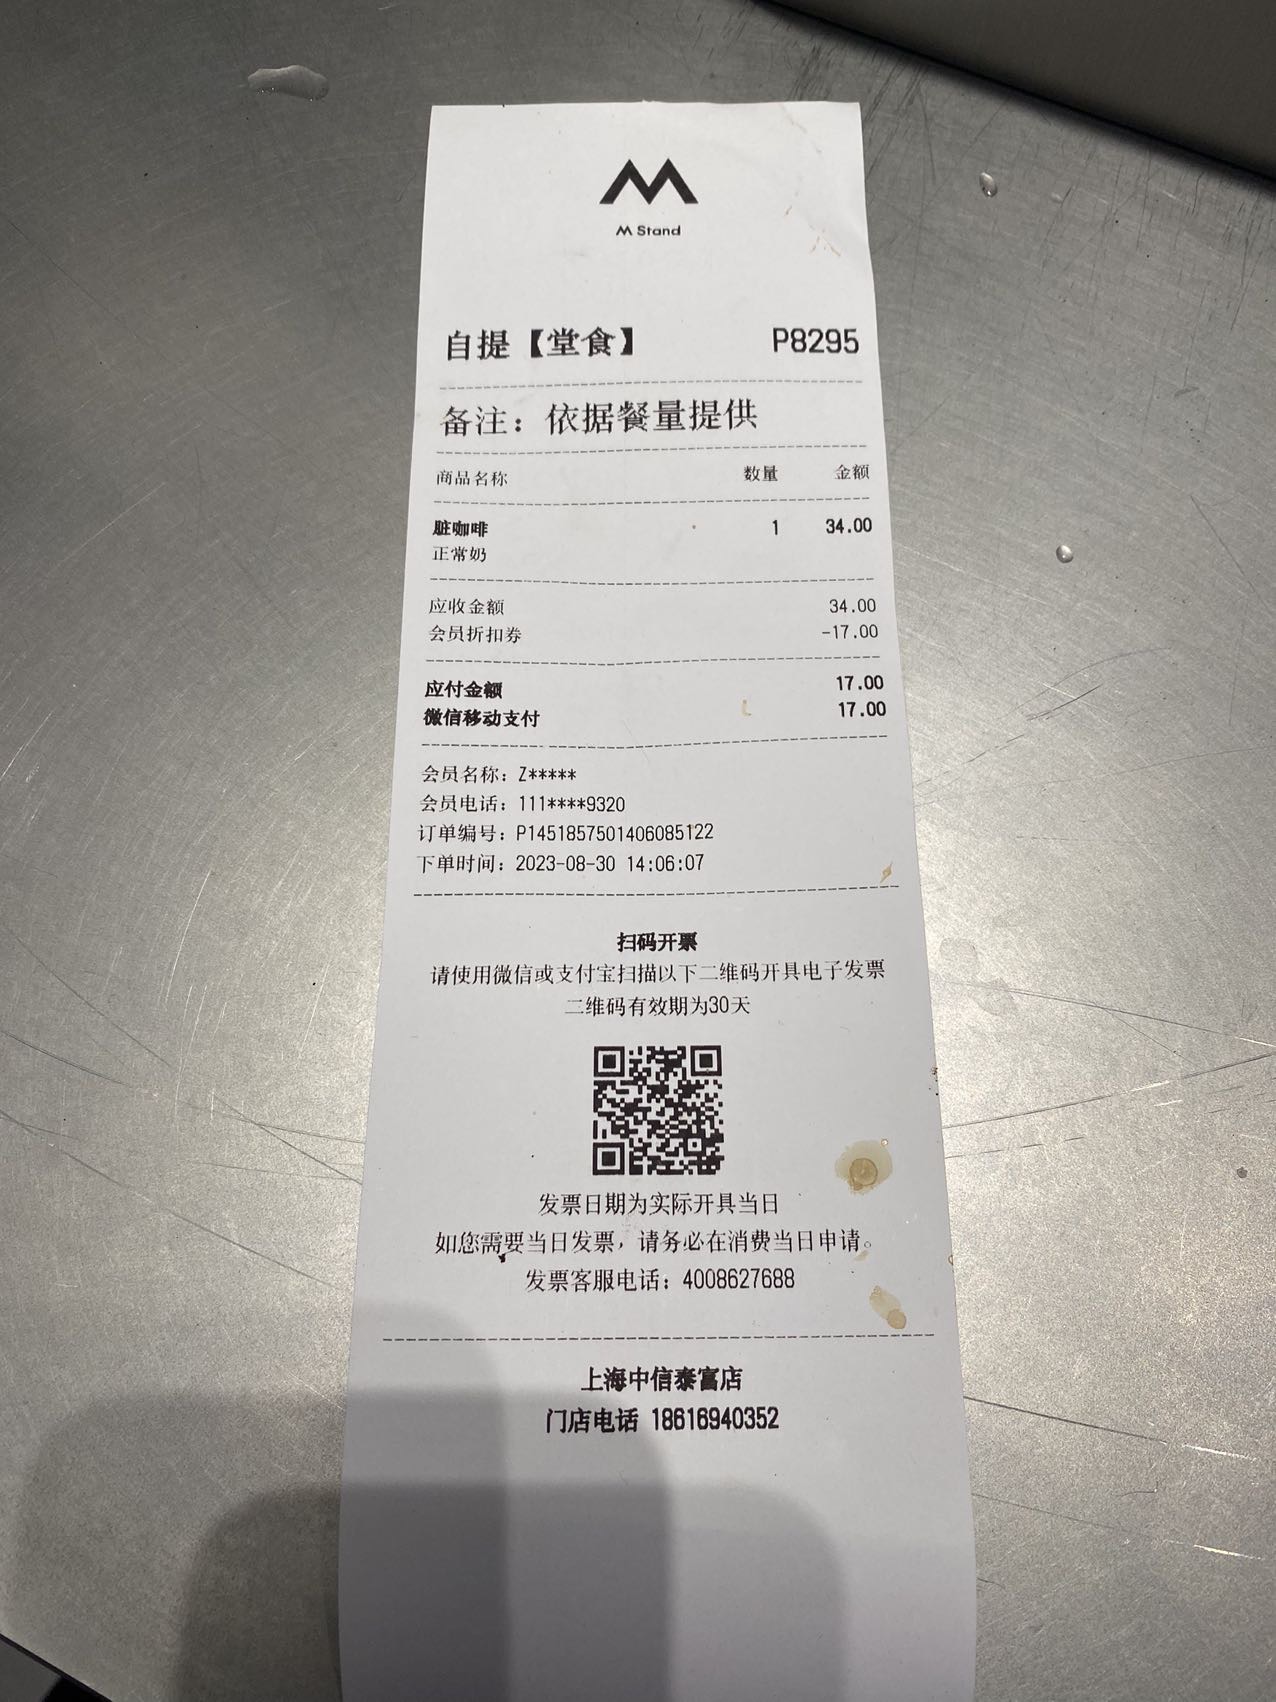 M Stand
自提【堂食】 P8295
备注：依据餐量提供
商品名称 数量 金额
脏咖啡 1 34.00
正常奶
应收金额 34.00
会员折扣券 -17.00
应付金额 17.00
微信移动支付 17.00
会员名称：Z*****
会员电话：111****9320
订单编号：P1451857501406085122
下单时间：2023-08-30 14:06:07
扫码开票
请使用微信或支付宝扫描以下二维码开具电子发票
二维码有效期为30天
发票日期为实际开具当日
如您需要当日发票，请务必在消费当日申请。
发票客服电话：4008627688
上海中信泰富店
门店电话 18616940352